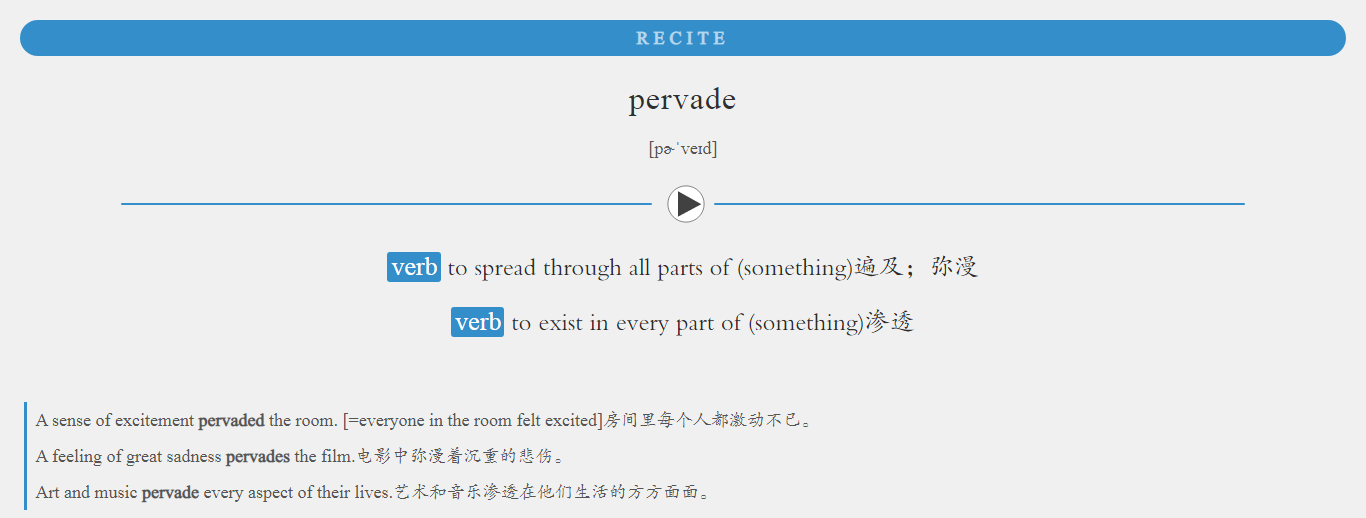 RECITE
pervade
[pɚˈveɪd]
verb to spread through all parts of (something)遍及；弥漫
verb to exist in every part of (something)渗透
A sense of excitement pervaded the room. [=everyone in the room felt excited]房间里每个人都激动不已。
A feeling of great sadness pervades the film.电影中弥漫着沉重的悲伤。
Art and music pervade every aspect of their lives.艺术和音乐渗透在他们生活的方方面面。